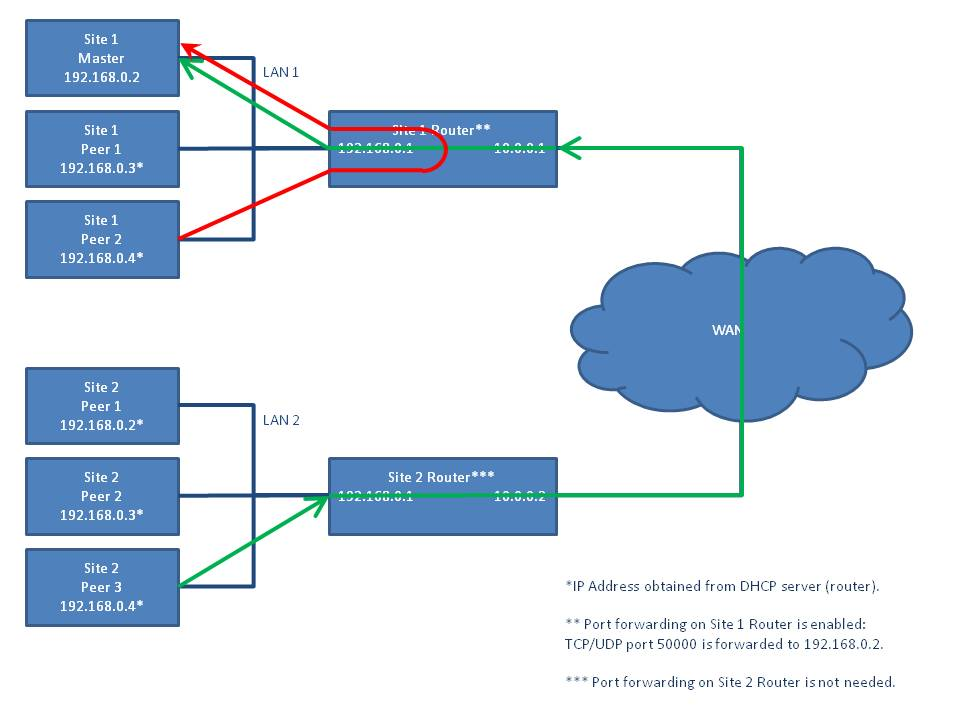 Site 1
Master
192.168.0.2
LAN 1
Site 1
Peer 1
192.168.0.3*
Site 1 Router**
192.168.0.1 10.0.0.1
Site 1
Peer 2
192.168.0.4*
WAN
Site 2
Peer 1
192.168.0.2*
LAN 2
Site 2
Peer 2
192.168.0.3*
Site 2 Router***
192.168.0.1 10.0.0.2
Site 2
Peer 3
192.168.0.4*
*IP Address obtained from DHCP server (router).
** Port forwarding on Site 1 Router is enabled:
TCP/UDP port 50000 is forwarded to 192.168.0.2.
*** Port forwarding on Site 2 Router is not needed.